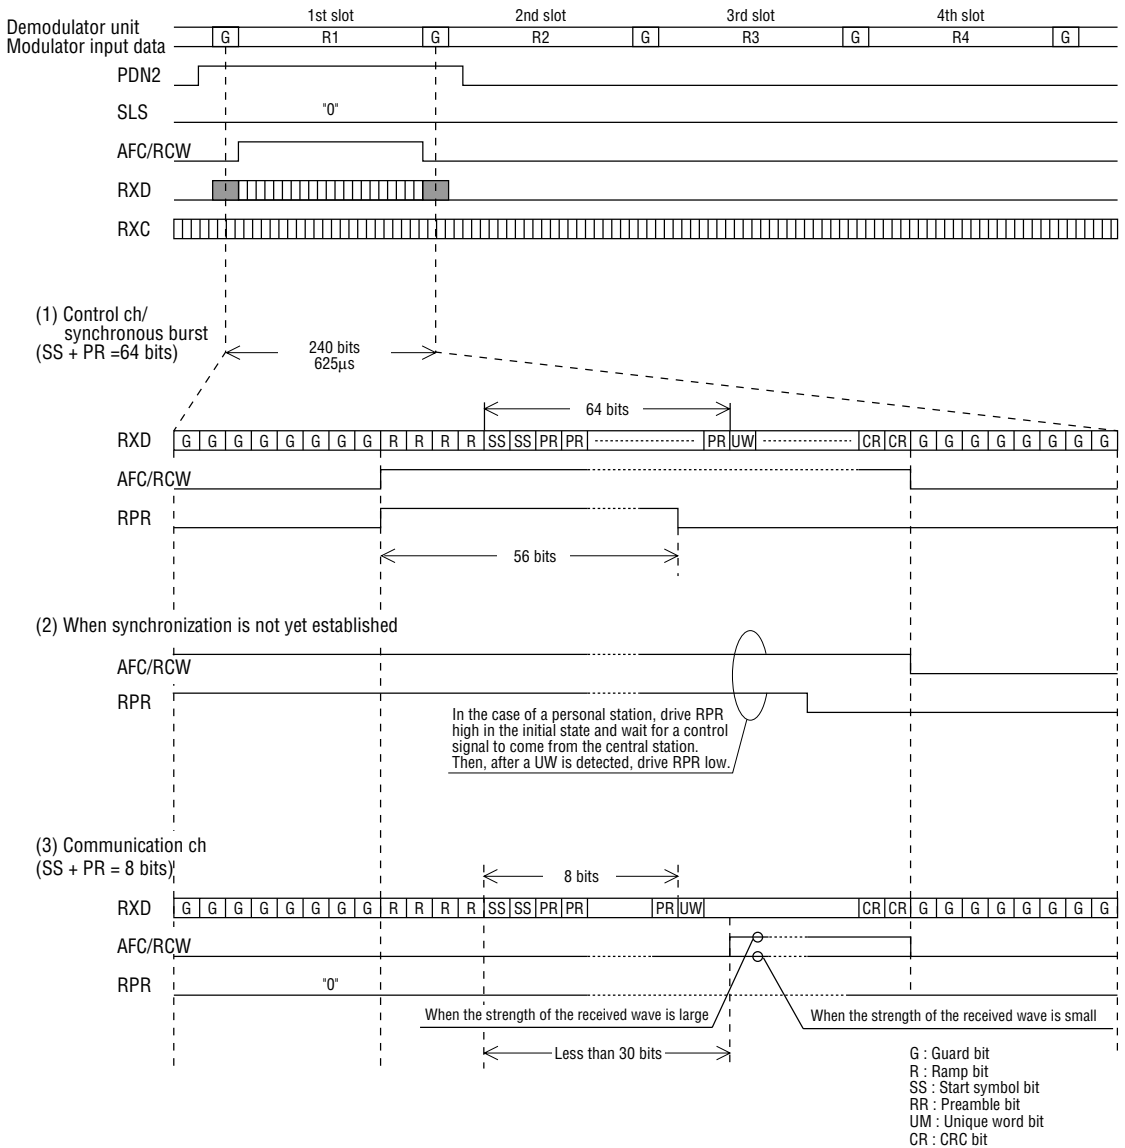 1st slot 2nd slot 3rd slot 4th slot
Demodulator unit
Modulator input data
G R1 G R2 G R3 G R4 G
PDN2
SLS "0"
AFC/RCW
RXD
RXC
(1) Control ch/
synchronous burst
(SS + PR =64 bits)
240 bits
625µs
64 bits
RXD G G G G G G G G R R R R SS SS PR PR PR UW CR CR G G G G G G G G
AFC/RCW
RPR
56 bits
(2) When synchronization is not yet established
AFC/RCW
RPR
In the case of a personal station, drive RPR
high in the initial state and wait for a control
signal to come from the central station.
Then, after a UW is detected, drive RPR low.
(3) Communication ch
(SS + PR = 8 bits)
8 bits
RXD G G G G G G G G R R R R SS SS PR PR PR UW CR CR G G G G G G G G
AFC/RCW
RPR "0"
When the strength of the received wave is large
When the strength of the received wave is small
Less than 30 bits
G : Guard bit
R : Ramp bit
SS : Start symbol bit
RR : Preamble bit
UM : Unique word bit
CR : CRC bit